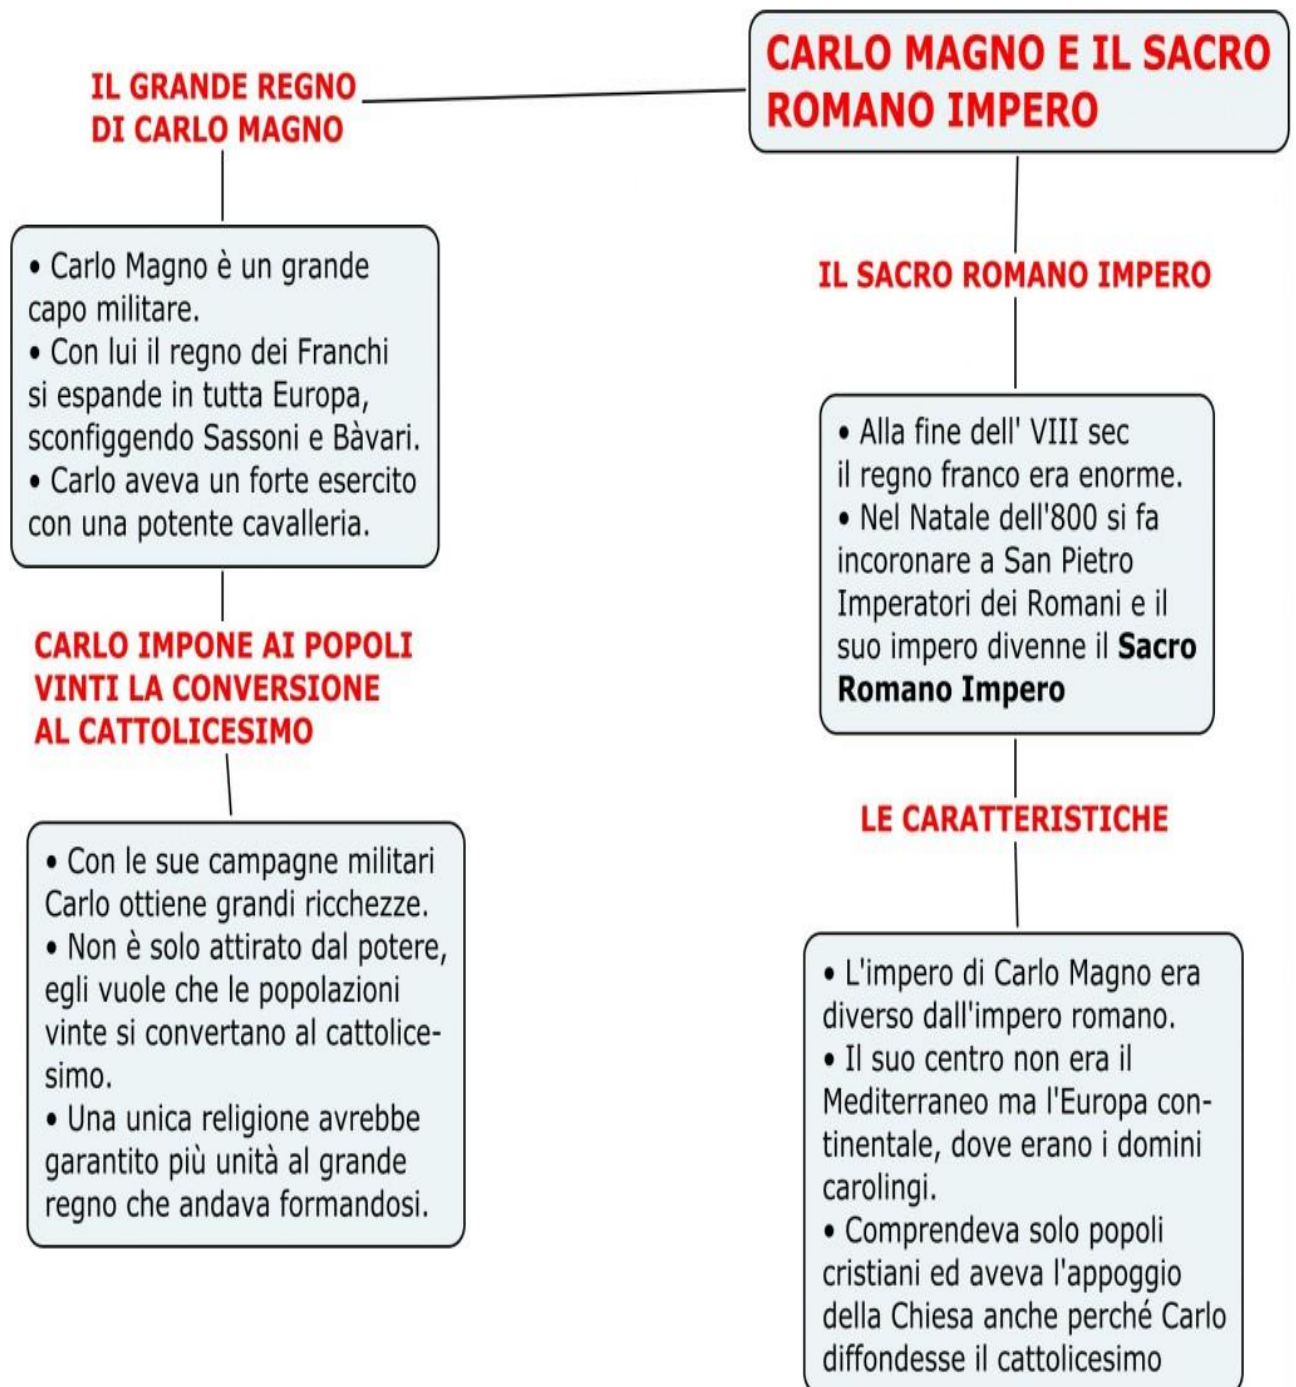 CARLO MAGNO E IL SACRO
ROMANO IMPERO
IL GRANDE REGNO
DI CARLO MAGNO
• Carlo Magno è un grande
capo militare.
• Con lui il regno dei Franchi
si espande in tutta Europa,
sconfiggendo Sassoni e Bàvari.
• Carlo aveva un forte esercito
con una potente cavalleria.
CARLO IMPONE AI POPOLI
VINTI LA CONVERSIONE
AL CATTOLICESIMO
• Con le sue campagne militari
Carlo ottiene grandi ricchezze.
• Non è solo attirato dal potere,
egli vuole che le popolazioni
vinte si convertano al cattolice-
simo.
• Una unica religione avrebbe
garantito più unità al grande
regno che andava formandosi.
IL SACRO ROMANO IMPERO
• Alla fine dell' VIII sec
il regno franco era enorme.
• Nel Natale dell'800 si fa
incoronare a San Pietro
Imperatori dei Romani e il
suo impero divenne il Sacro
Romano Impero
LE CARATTERISTICHE
• L'impero di Carlo Magno era
diverso dall'impero romano.
• Il suo centro non era il
Mediterraneo ma l'Europa con-
tinentale, dove erano i domini
carolingi.
• Comprendeva solo popoli
cristiani ed aveva l'appoggio
della Chiesa anche perché Carlo
diffondesse il cattolicesimo